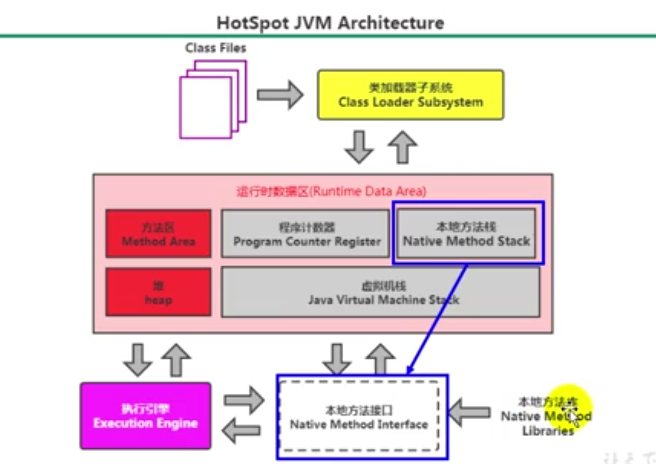 HotSpot JVM Architecture
Class Files
类加载器子系统
Class Loader Subsystem
运行时数据区(Runtime Data Area)
方法区
Method Area
程序计数器
Program Counter Register
本地方法栈
Native Method Stack
堆
heap
虚拟机栈
Java Virtual Machine Stack
执行引擎
Execution Engine
本地方法接口
Native Method Interface
本地方法库
Native Method
Libraries